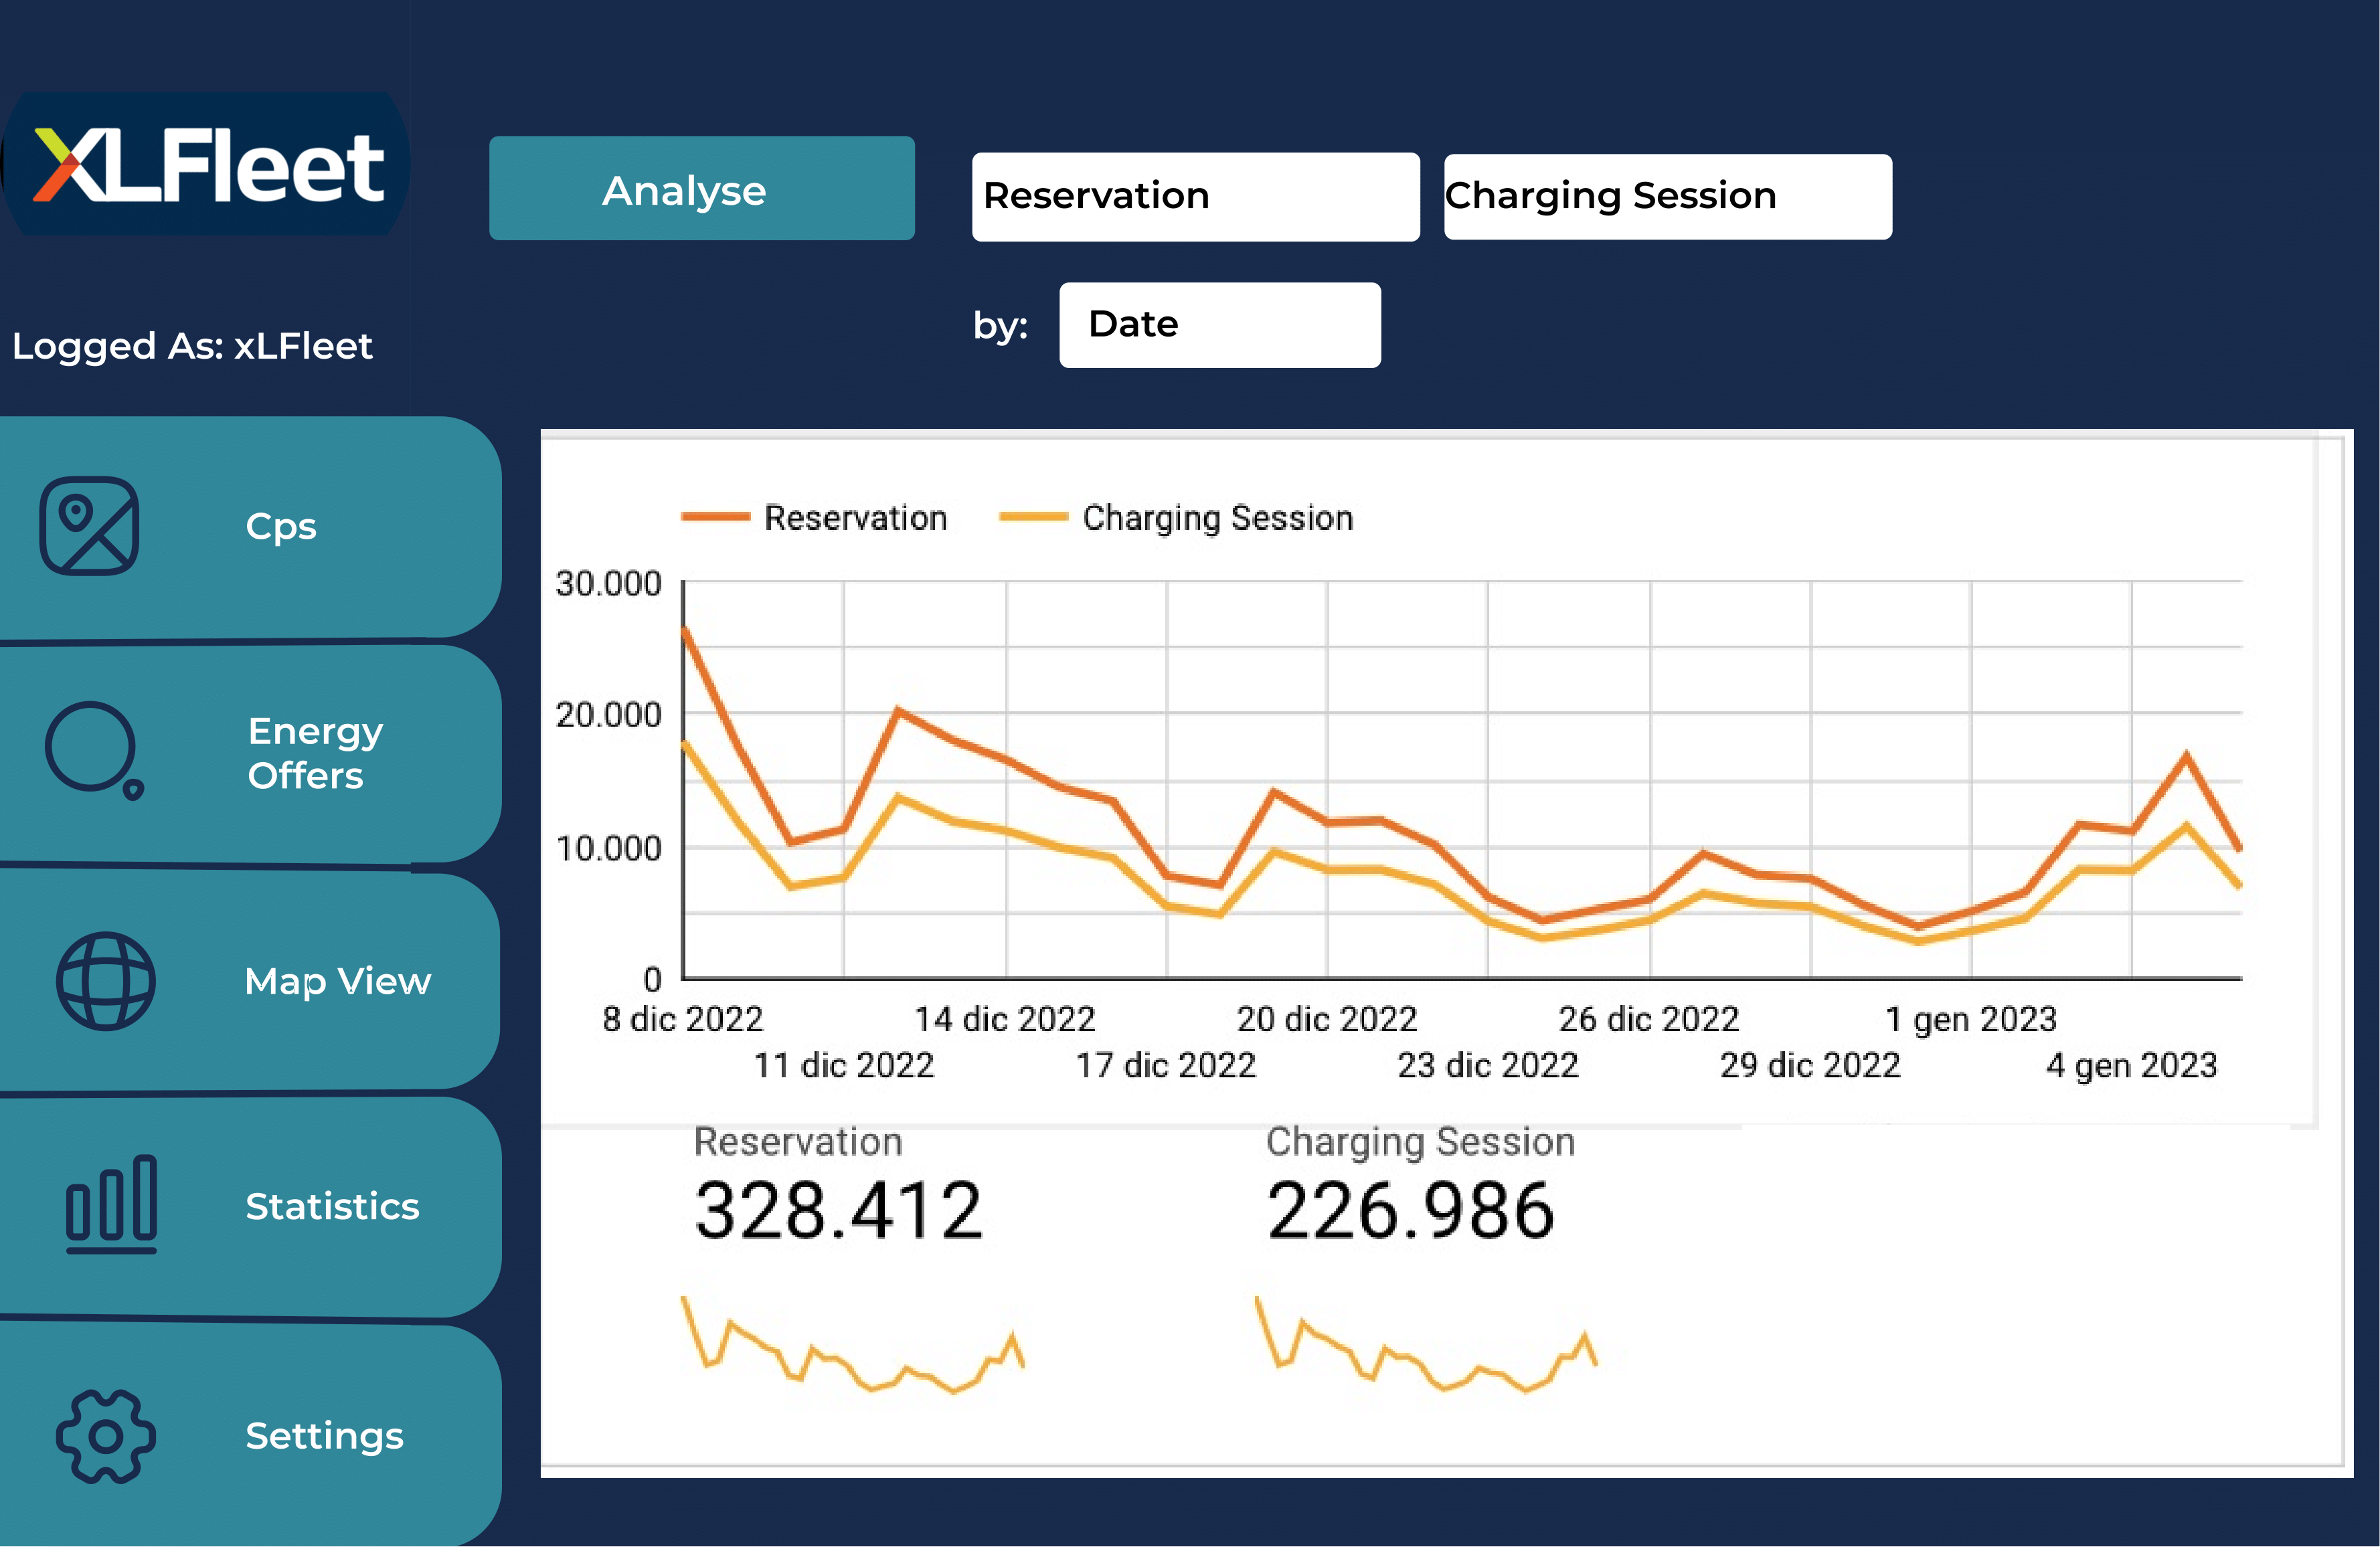 XLFleet
Analyse
Reservation
Charging Session
by:
Date
Logged As: xLFleet
Cps
Energy
Offers
Map View
Statistics
Settings
Reservation
Charging Session
30.000
20.000
10.000
0
8 dic 2022
14 dic 2022
20 dic 2022
26 dic 2022
1 gen 2023
11 dic 2022
17 dic 2022
23 dic 2022
29 dic 2022
4 gen 2023
Reservation
328.412
Charging Session
226.986